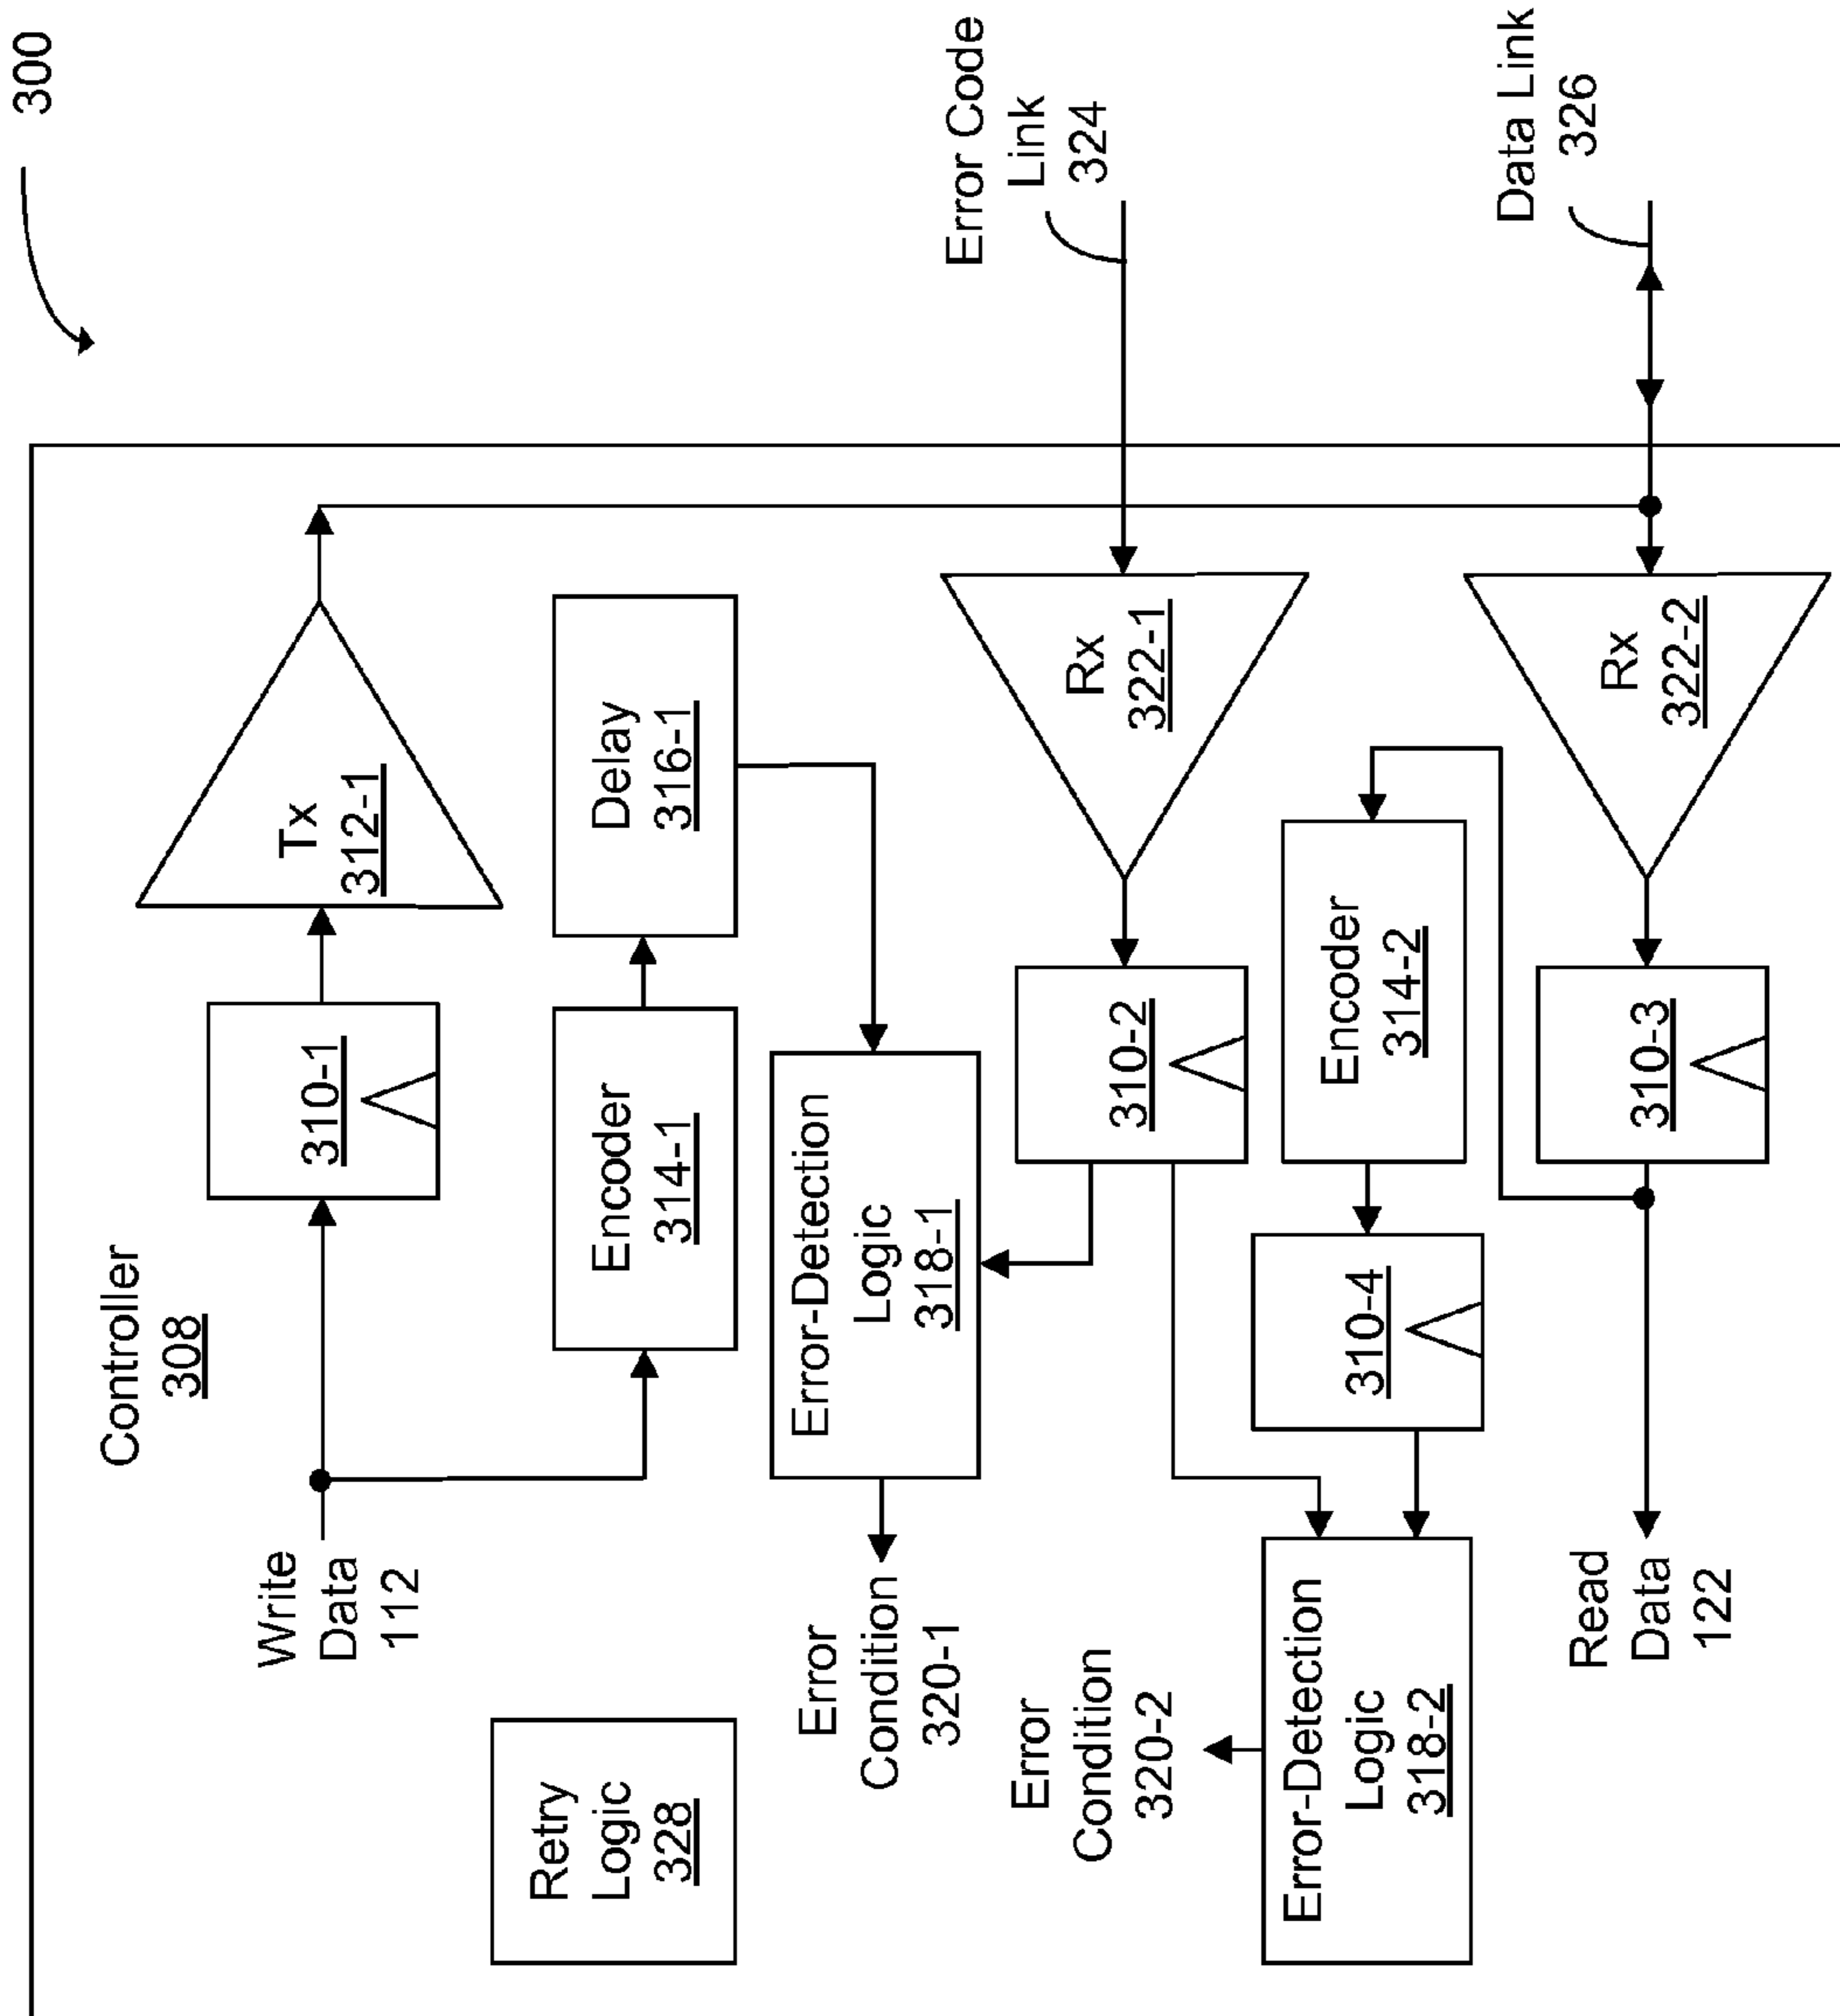 300
Controller
308
Write
Data
112
310-1
Tx
312-1
Encoder
314-1
Delay
316-1
Retry
Logic
328
Error
Condition
320-1
Error-Detection
Logic
318-1
Error Code
Link
324
Rx
322-1
310-2
Error
Condition
320-2
Error-Detection
Logic
318-2
310-4
Encoder
314-2
Data Link
326
Rx
322-2
310-3
Read
Data
122